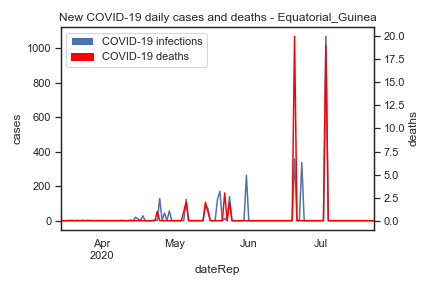 New COVID-19 daily cases and deaths - Equatorial_Guinea
COVID-19 infections
COVID-19 deaths
1000
800
600
400
200
0
cases
20.0
17.5
15.0
12.5
10.0
7.5
5.0
2.5
0.0
deaths
Apr
2020
May
Jun
Jul
dateRep